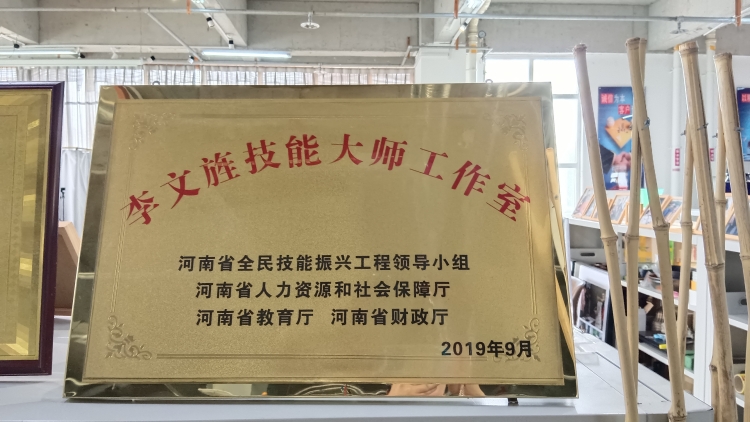 李文旌技能大师工作室
河南省全民技能振兴工程领导小组
河南省人力资源和社会保障厅
河南省教育厅 河南省财政厅
2019年9月